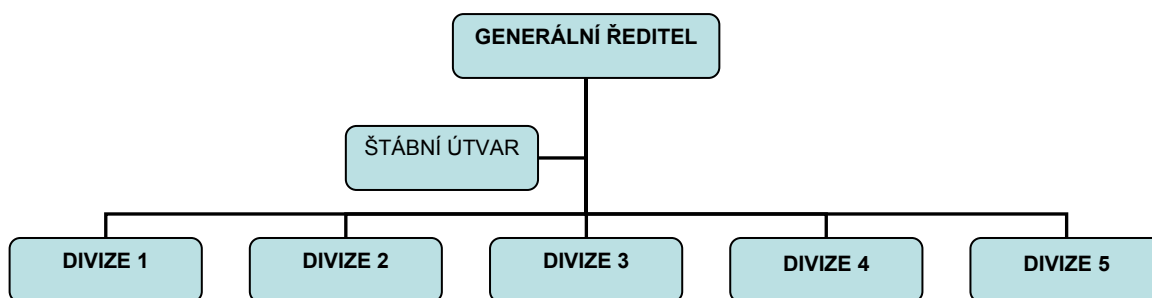 GENERÁLNÍ ŘEDITEL
ŠTÁBNÍ ÚTVAR
DIVIZE 1
DIVIZE 2
DIVIZE 3
DIVIZE 4
DIVIZE 5